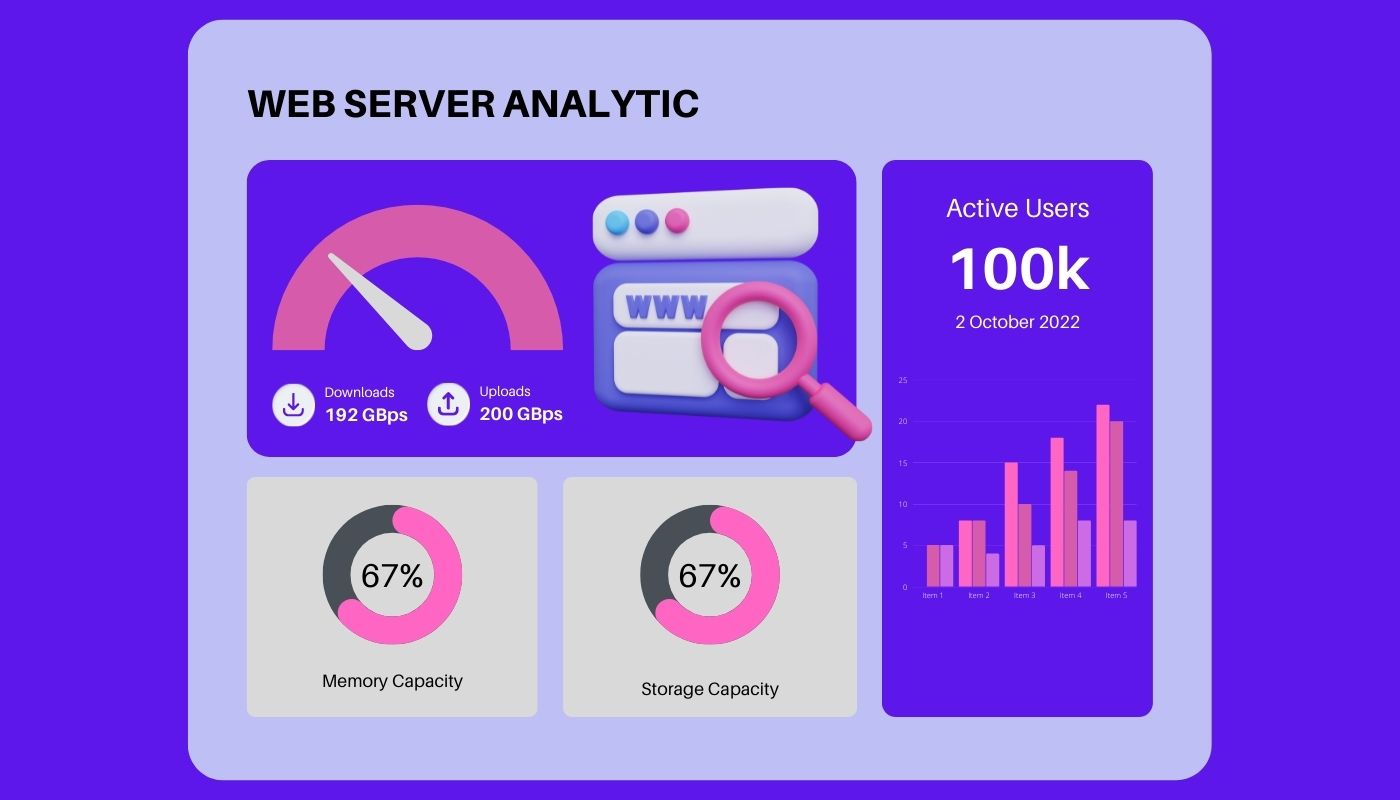 WEB SERVER ANALYTIC
WWW
Downloads
192 GBps
Uploads
200 GBps
67%
Memory Capacity
67%
Storage Capacity
Active Users
100k
2 October 2022
25
20
15
10
5
0
Item 1 Item 2 Item 3 Item 4 Item 5